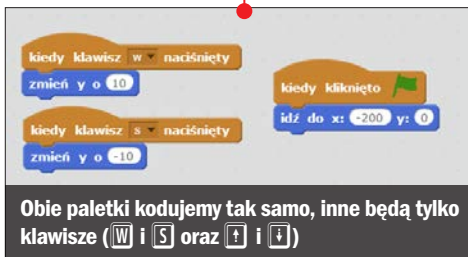 kiedy klawisz w naciśnięty
zmień y o 10
kiedy klawisz s naciśnięty
zmień y o -10
kiedy kliknięto
idź do x: -200 y: 0
Obie paletki kodujemy tak samo, inne będą tylko
klawisze (W i S oraz ↑ i ↓)